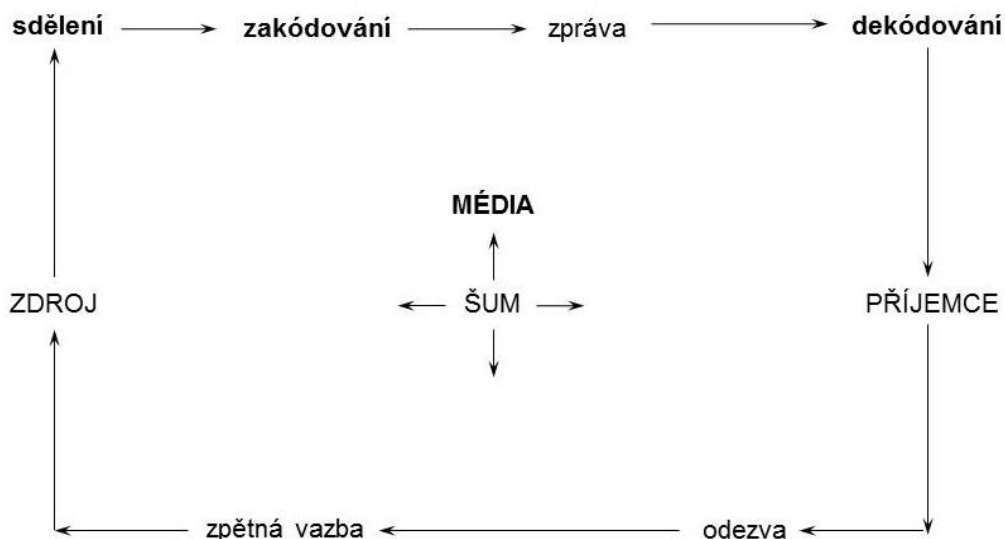 sdělení zakódování zpráva dekódování
MÉDIA
ZDROJ ŠUM PŘÍJEMCE
zpětná vazba odezva